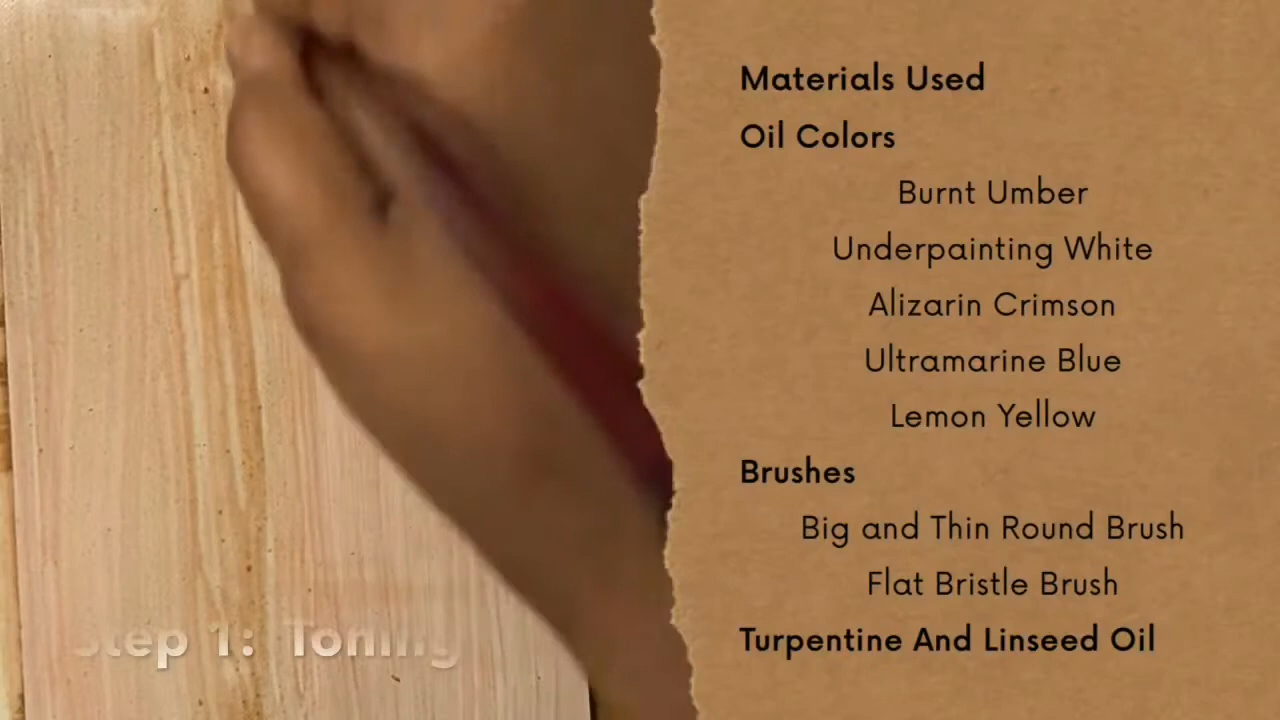 Materials Used
Oil Colors
Burnt Umber
Underpainting White
Alizarin Crimson
Ultramarine Blue
Lemon Yellow
Brushes
Big and Thin Round Brush
Flat Bristle Brush
Turpentine And Linseed Oil
Step 1: Toning